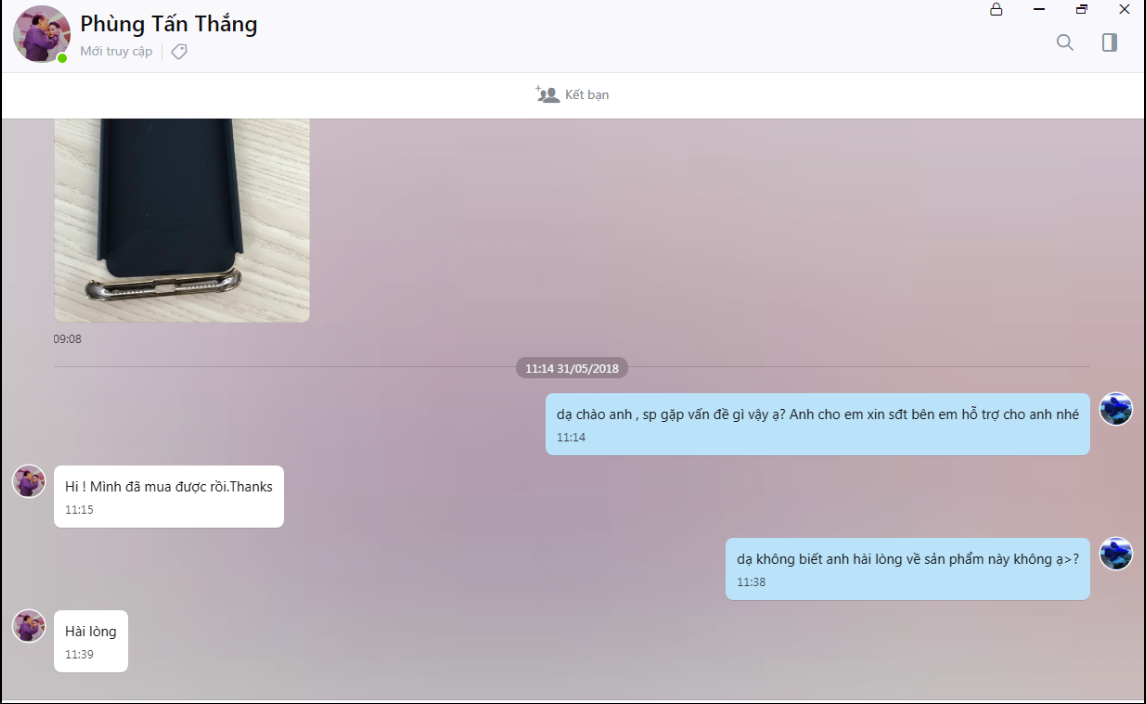 Phùng Tấn Thắng
Mới truy cập
Kết bạn
09:08
11:14 31/05/2018
dạ chào anh , sp gặp vấn đề gì vậy ạ? Anh cho em xin sđt bên em hỗ trợ cho anh nhé
11:14
Hi ! Mình đã mua được rồi.Thanks
11:15
dạ không biết anh hài lòng về sản phẩm này không ạ>?
11:38
Hài lòng
11:39